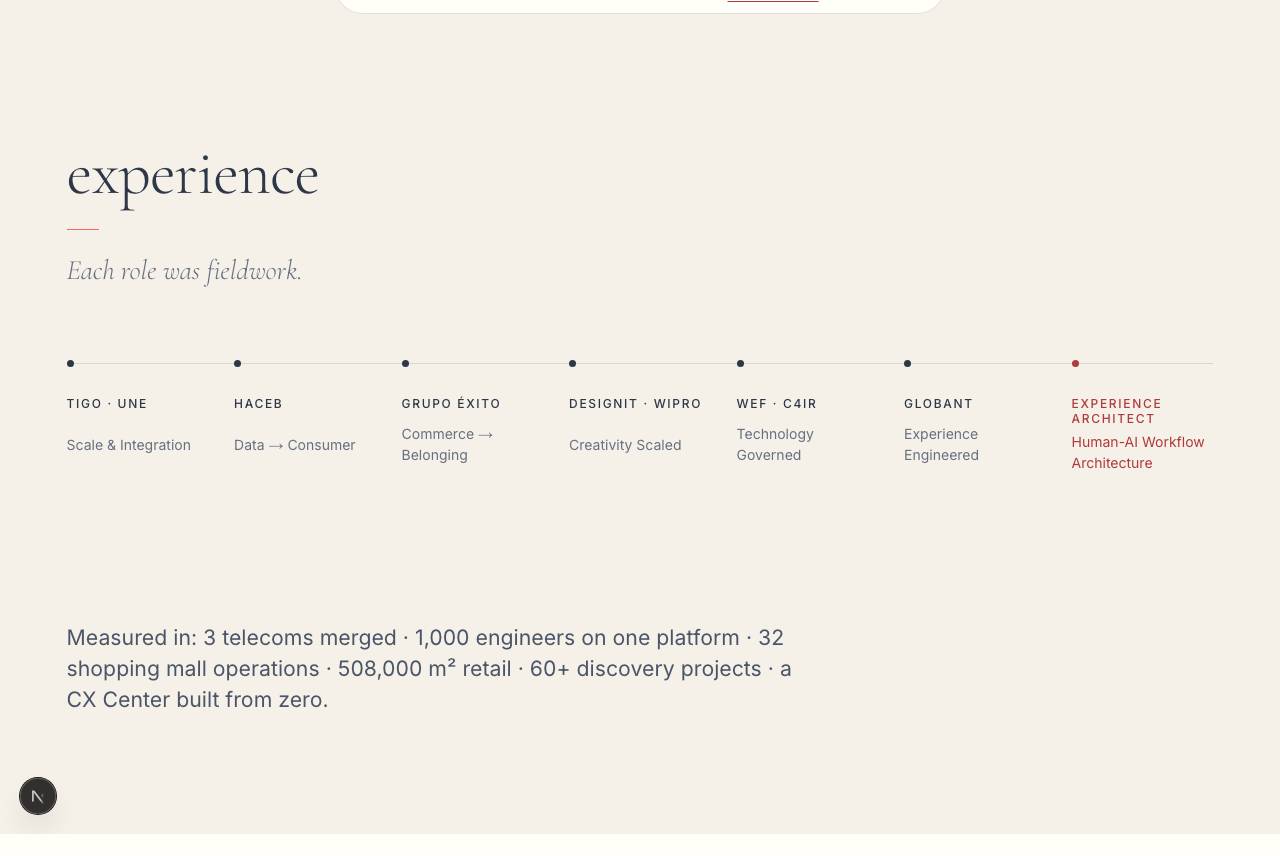 experience
Each role was fieldwork.
TIGO · UNE
Scale & Integration
HACEB
Data → Consumer
GRUPO ÉXITO
Commerce →
Belonging
DESIGNIT · WIPRO
Creativity Scaled
WEF · C4IR
Technology
Governed
GLOBANT
Experience
Engineered
EXPERIENCE
ARCHITECT
Human-AI Workflow
Architecture
Measured in: 3 telecoms merged · 1,000 engineers on one platform · 32
shopping mall operations · 508,000 m² retail · 60+ discovery projects · a
CX Center built from zero.
N